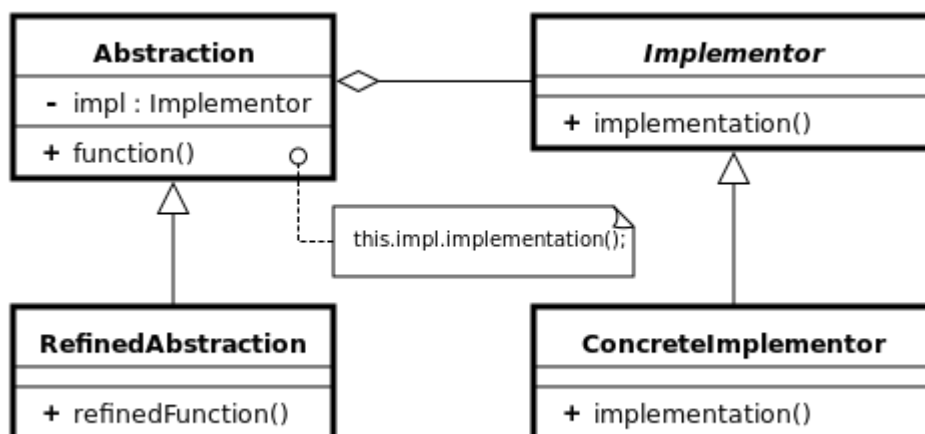 Abstraction
- impl : Implementor
+ function()
Implementor
+ implementation()
this.impl.implementation();
RefinedAbstraction
+ refinedFunction()
ConcreteImplementor
+ implementation()